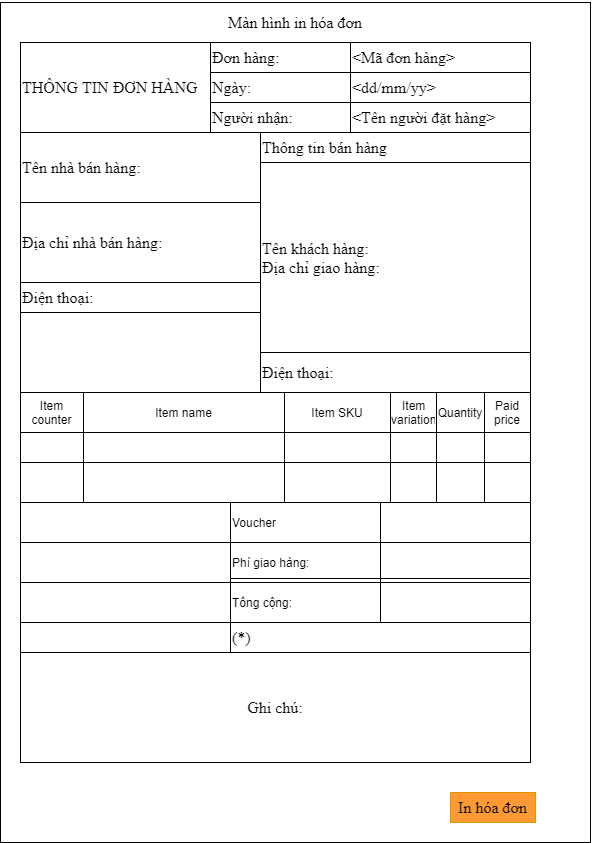 Màn hình in hóa đơn
THÔNG TIN ĐƠN HÀNG
Đơn hàng:
<Mã đơn hàng>
Ngày:
<dd/mm/yy>
Người nhận:
<Tên người đặt hàng>
Tên nhà bán hàng:
Địa chỉ nhà bán hàng:
Điện thoại:
Thông tin bán hàng
Tên khách hàng:
Địa chỉ giao hàng:
Điện thoại:
Item
counter
Item name
Item SKU
Item
variation
Quantity
Paid
price
Voucher
Phí giao hàng:
Tổng cộng:
(*)
Ghi chú:
In hóa đơn